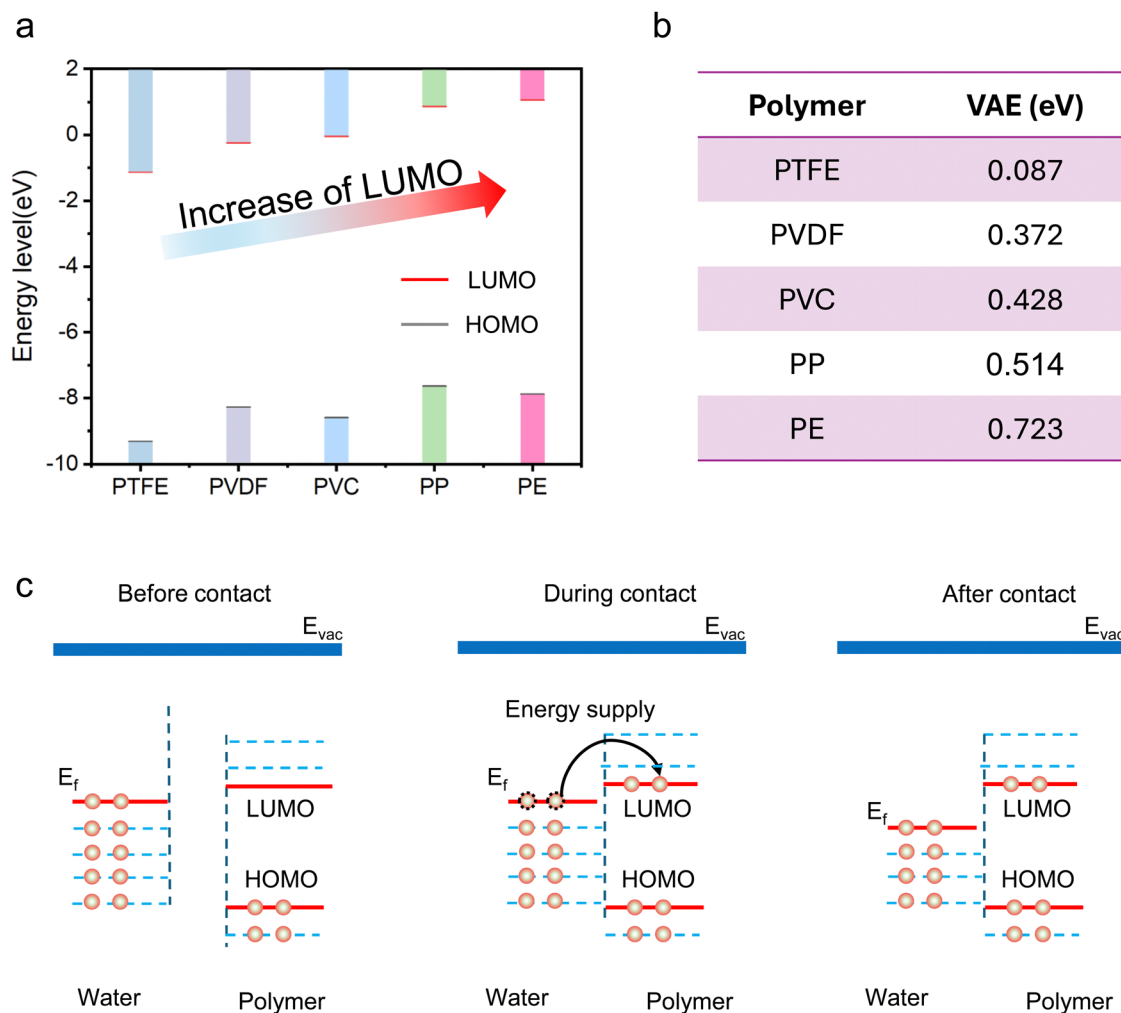 a
2
0
-2
-4
-6
-8
-10
Energy level(eV)
Increase of LUMO
LUMO
HOMO
PTFE PVDF PVC PP PE
b
Polymer VAE (eV)
PTFE 0.087
PVDF 0.372
PVC 0.428
PP 0.514
PE 0.723
c
Before contact
Evac
Ef
LUMO
HOMO
Water Polymer
During contact
Evac
Energy supply
Ef
LUMO
HOMO
Water Polymer
After contact
Evac
LUMO
Ef
HOMO
Water Polymer